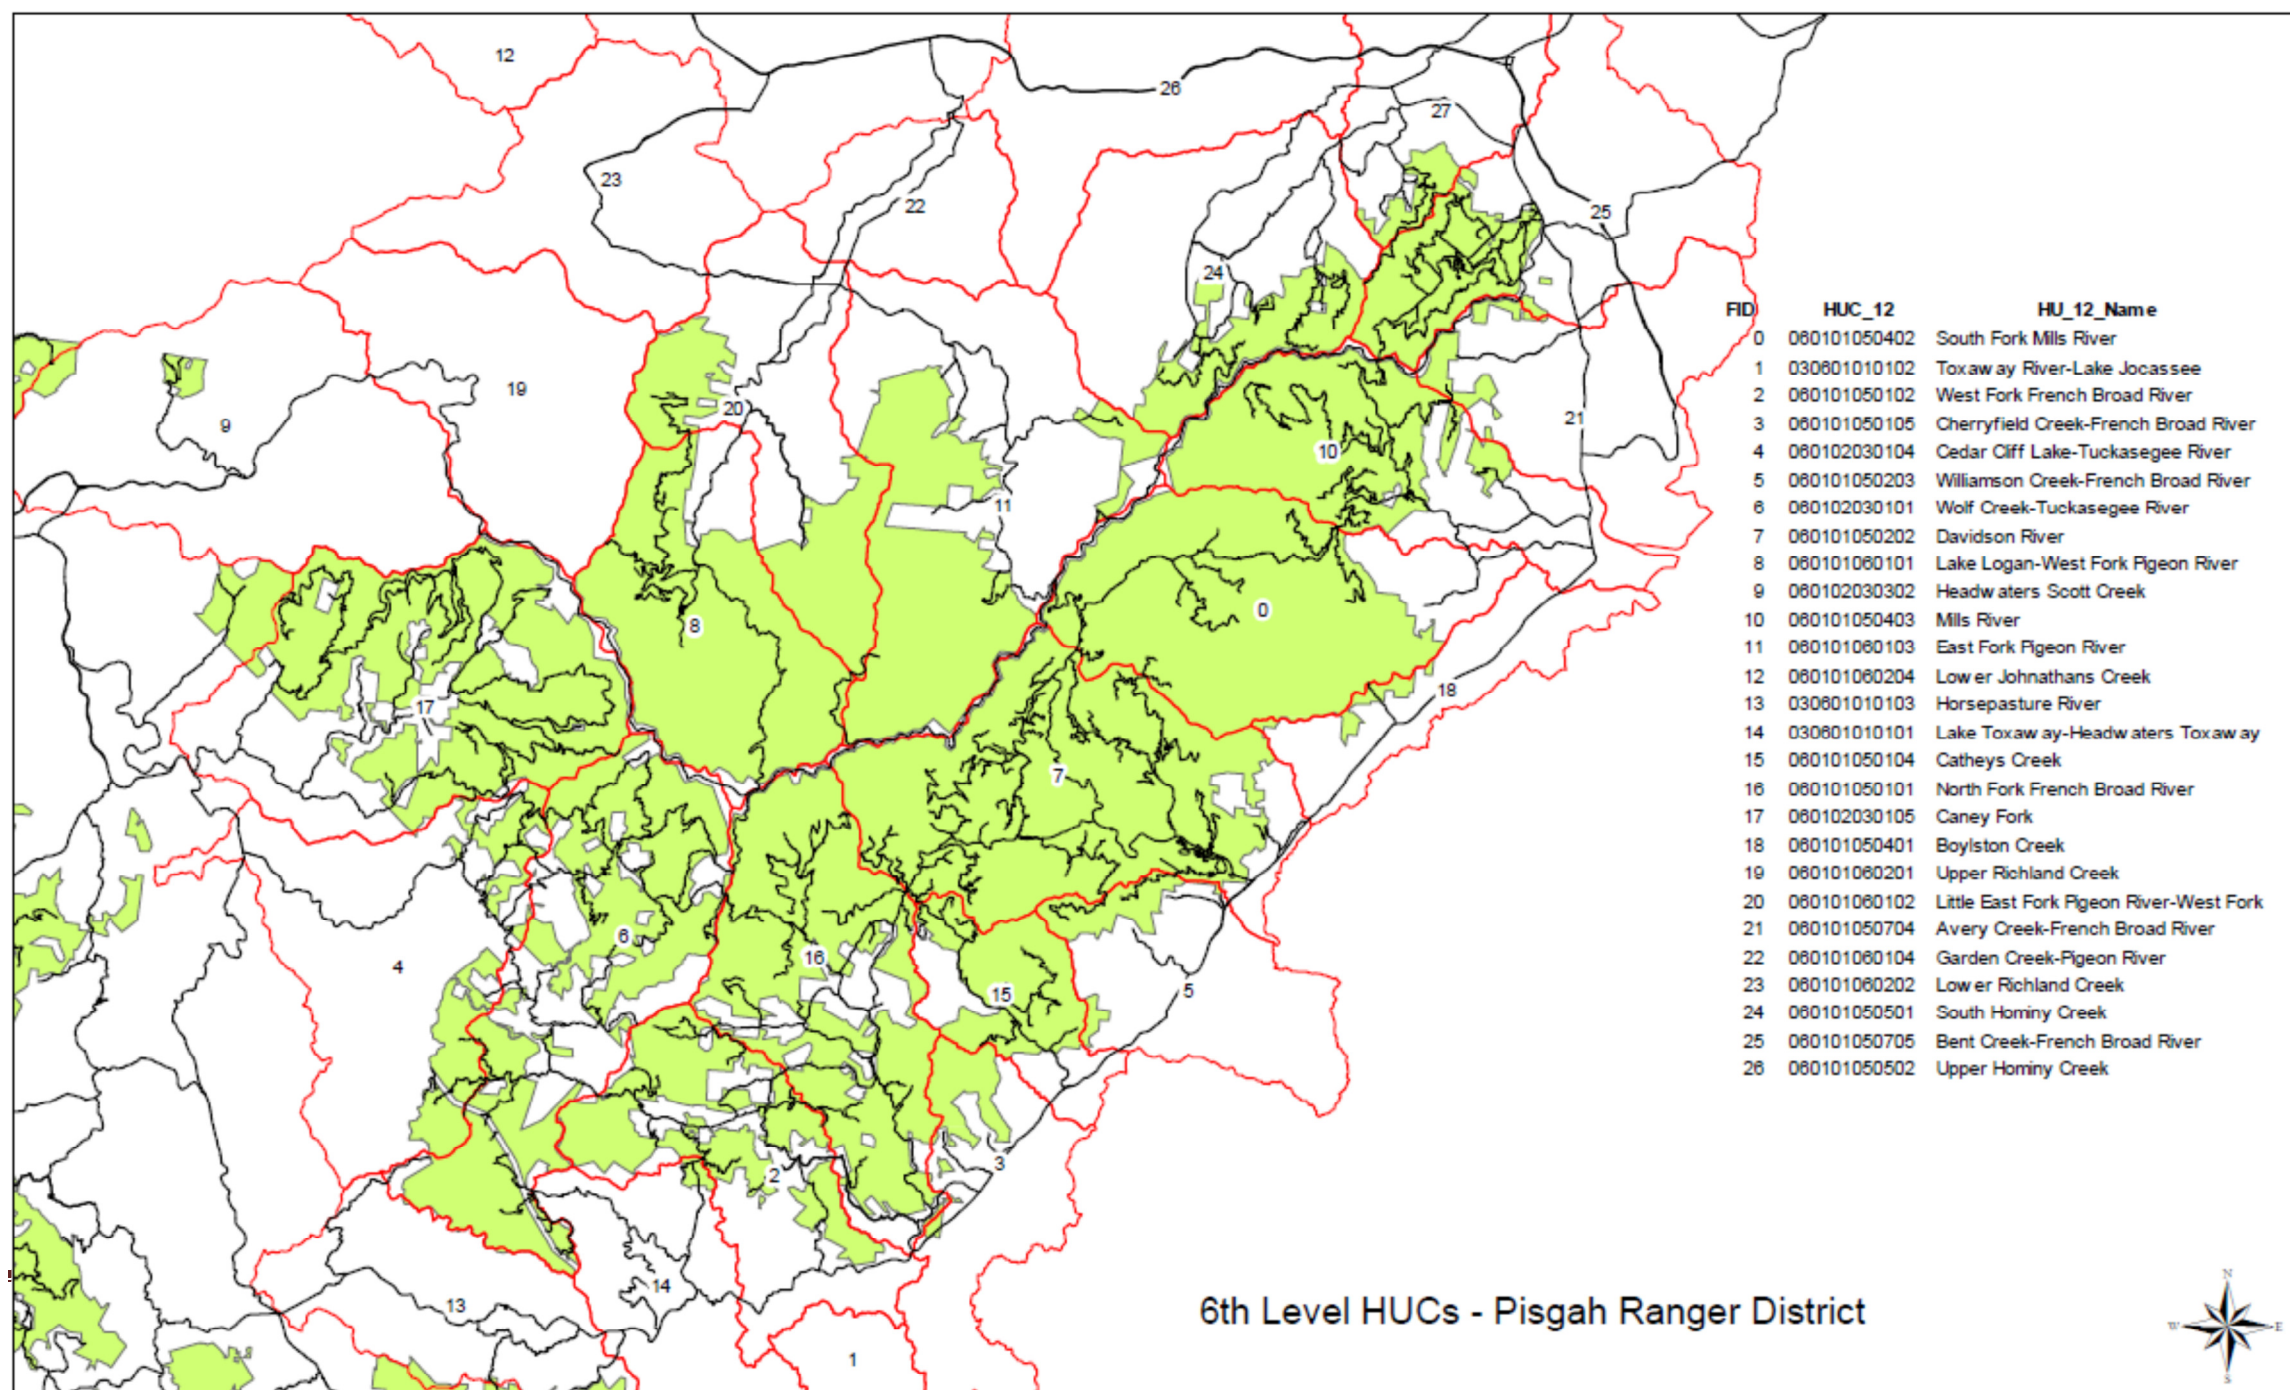 12
26
27
23
22
25
24
19
20
9
21
10
11
0
8
18
17
7
6
16
4
15
5
3
2
14
13
1
FID HUC_12 HU_12_Name
0 060101050402 South Fork Mills River
1 030601010102 Toxaway River-Lake Jocassee
2 060101050102 West Fork French Broad River
3 060101050105 Cherryfield Creek-French Broad River
4 060102030104 Cedar Cliff Lake-Tuckasegee River
5 060101050203 Williamson Creek-French Broad River
6 060102030101 Wolf Creek-Tuckasegee River
7 060101050202 Davidson River
8 060101060101 Lake Logan-West Fork Pigeon River
9 060102030302 Headwaters Scott Creek
10 060101050403 Mills River
11 060101060103 East Fork Pigeon River
12 060101060204 Lower Johnathans Creek
13 030601010103 Horsepasture River
14 030601010101 Lake Toxaway-Headwaters Toxaway
15 060101050104 Catheys Creek
16 060101050101 North Fork French Broad River
17 060102030105 Caney Fork
18 060101050401 Boylston Creek
19 060101060201 Upper Richland Creek
20 060101060102 Little East Fork Pigeon River-West Fork
21 060101050704 Avery Creek-French Broad River
22 060101060104 Garden Creek-Pigeon River
23 060101060202 Lower Richland Creek
24 060101050501 South Hominy Creek
25 060101050705 Bent Creek-French Broad River
26 060101050502 Upper Hominy Creek
6th Level HUCs - Pisgah Ranger District
N
W E
S